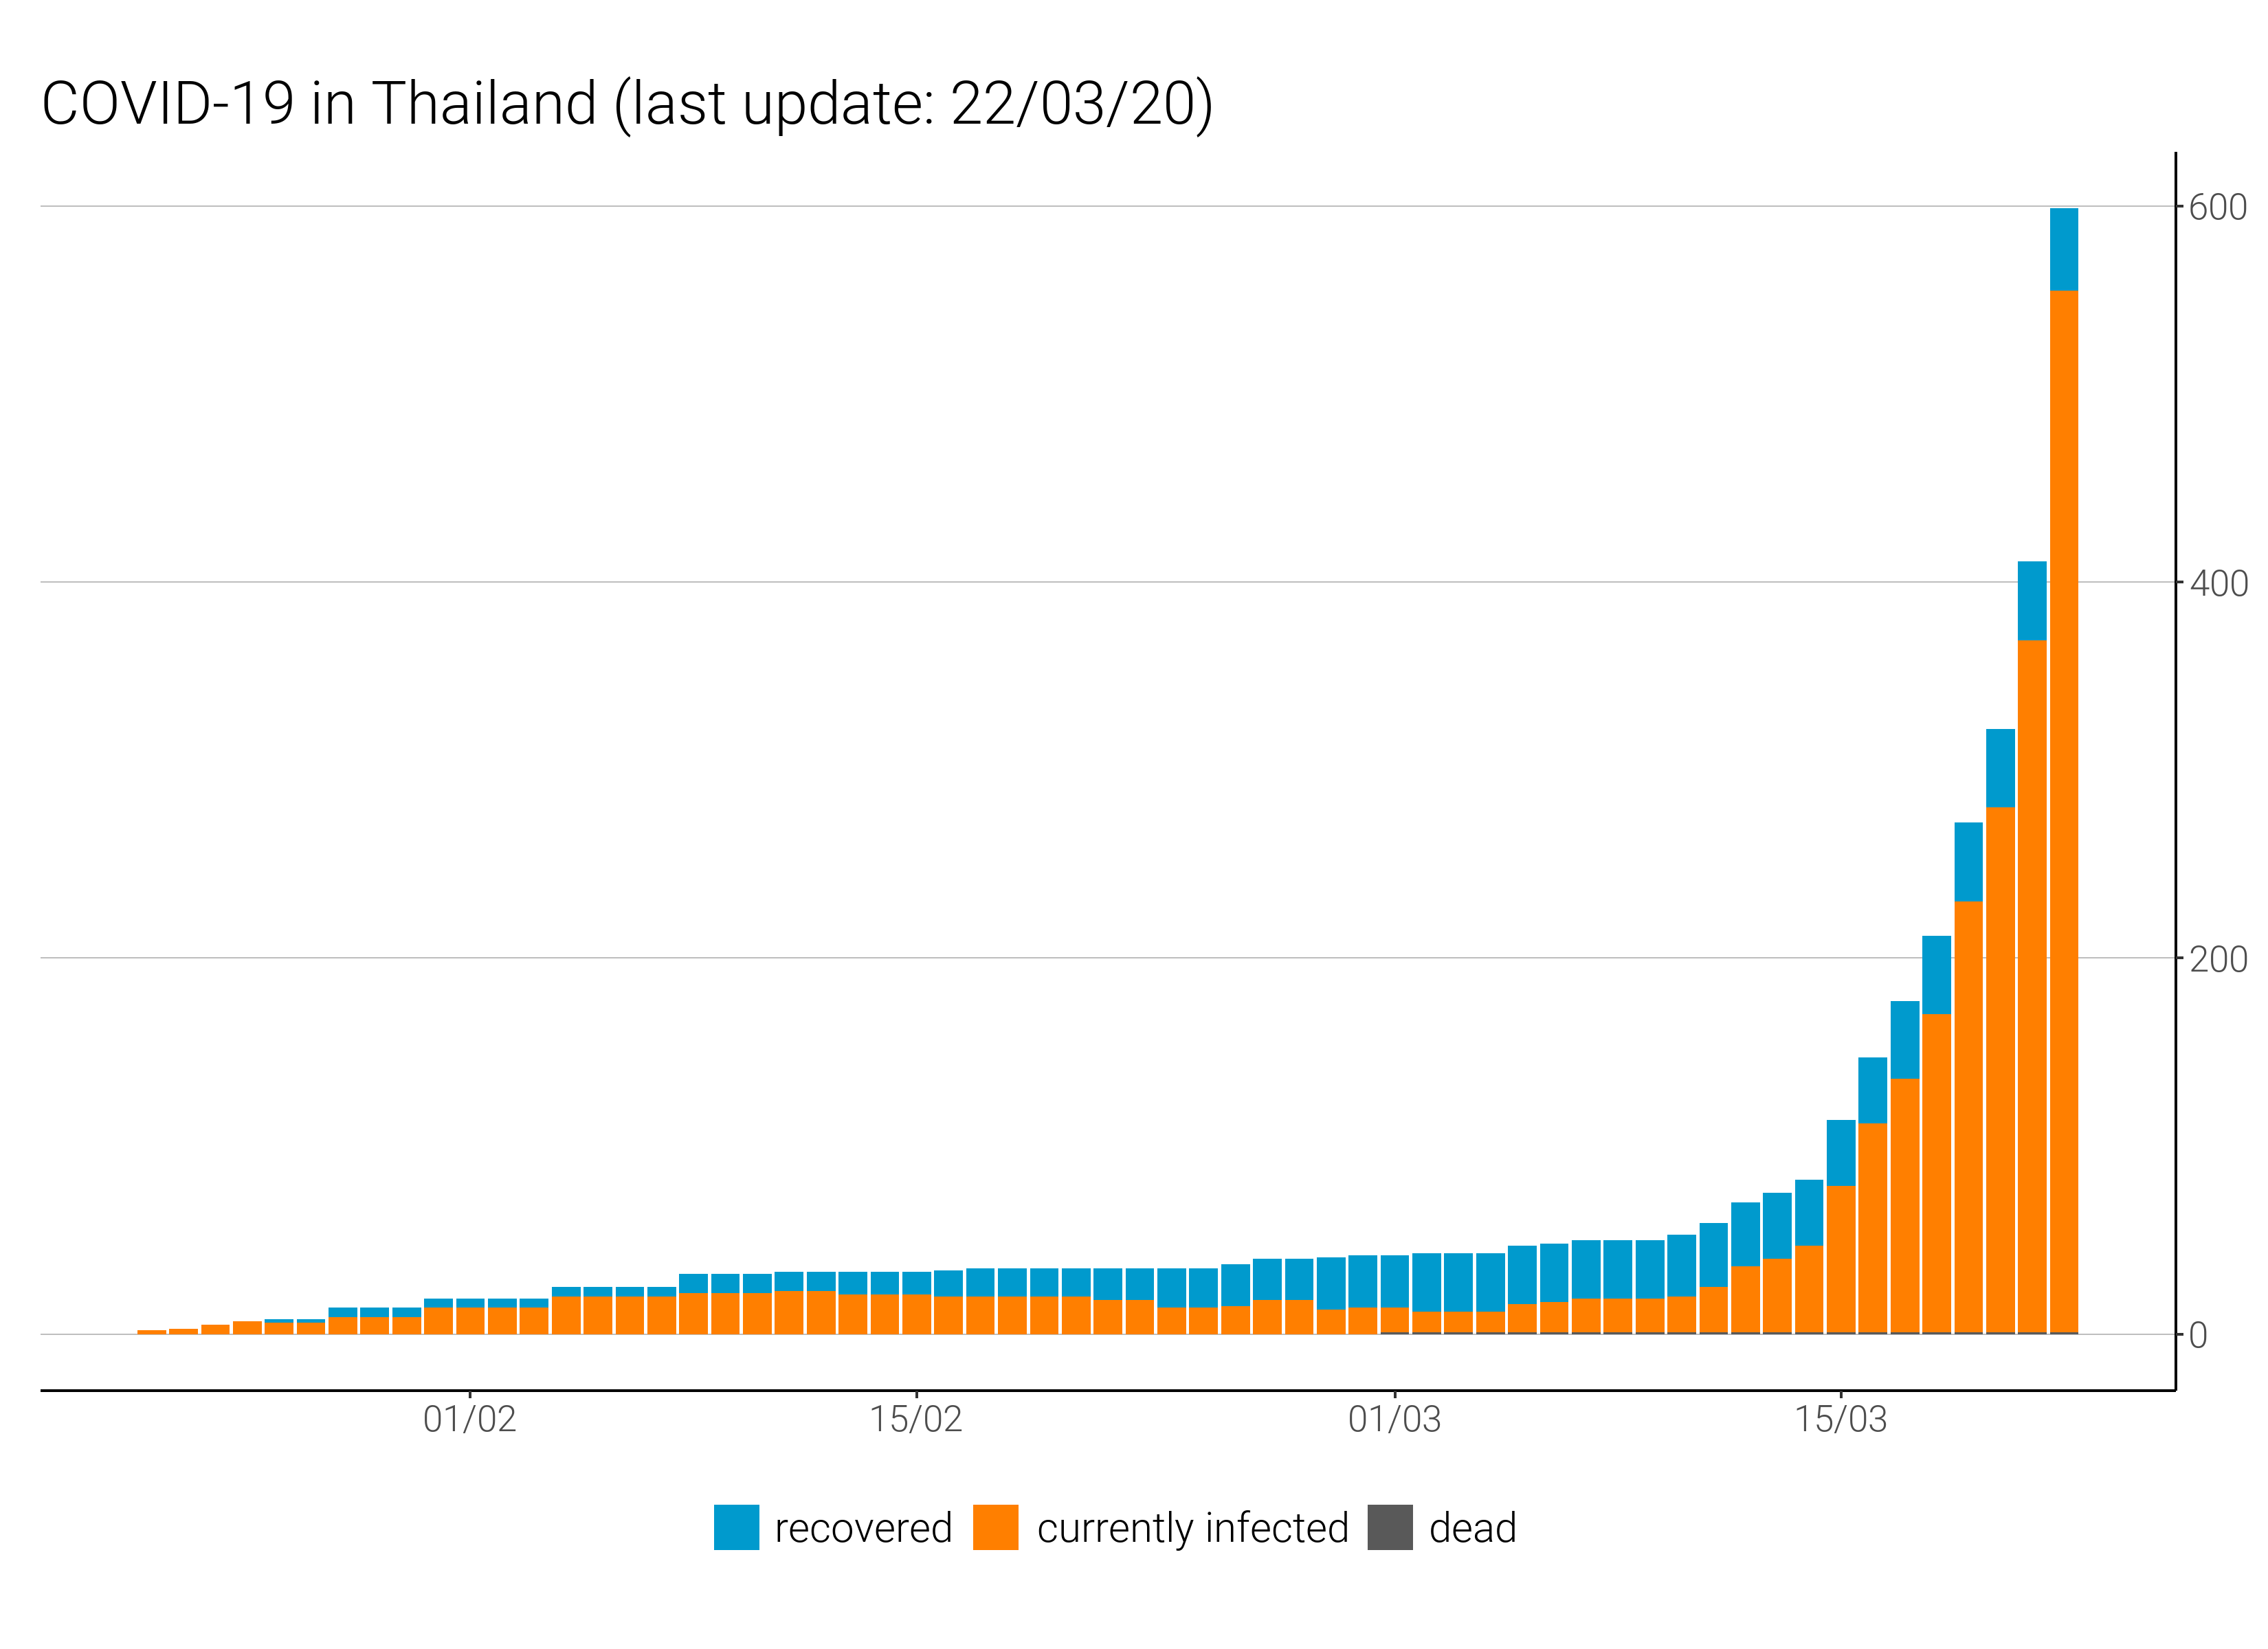 COVID-19 in Thailand (last update: 22/03/20)
600
400
200
0
01/02 15/02 01/03 15/03
recovered currently infected dead